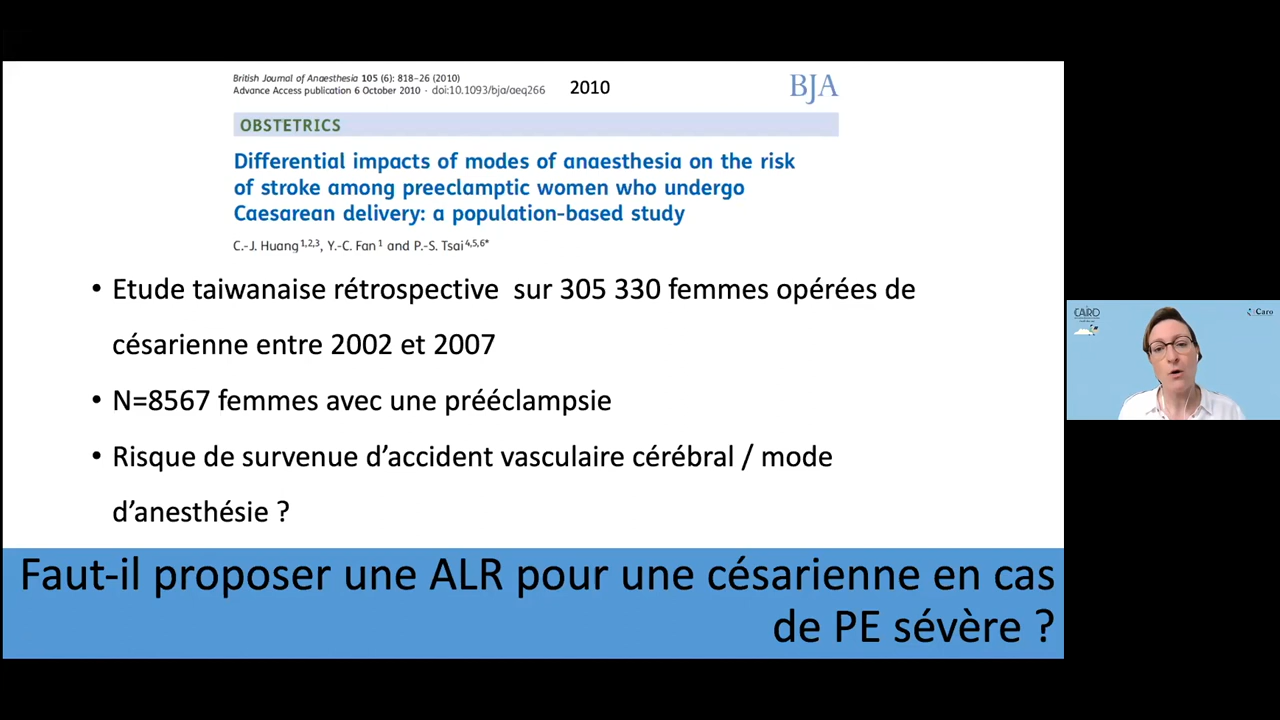 British Journal of Anaesthesia 105 (6): 818–26 (2010)
Advance Access publication 6 October 2010 · doi:10.1093/bja/aeq266
2010
BJA
OBSTETRICS
Differential impacts of modes of anaesthesia on the risk
of stroke among preeclamptic women who undergo
Caesarean delivery: a population-based study
C.-J. Huang1,2,3, Y.-C. Fan1 and P.-S. Tsai4,5,6*
• Etude taiwanaise rétrospective sur 305 330 femmes opérées de
césarienne entre 2002 et 2007
• N=8567 femmes avec une prééclampsie
• Risque de survenue d’accident vasculaire cérébral / mode
d’anesthésie ?
Faut-il proposer une ALR pour une césarienne en cas
de PE sévère ?
CAIRO
Caro